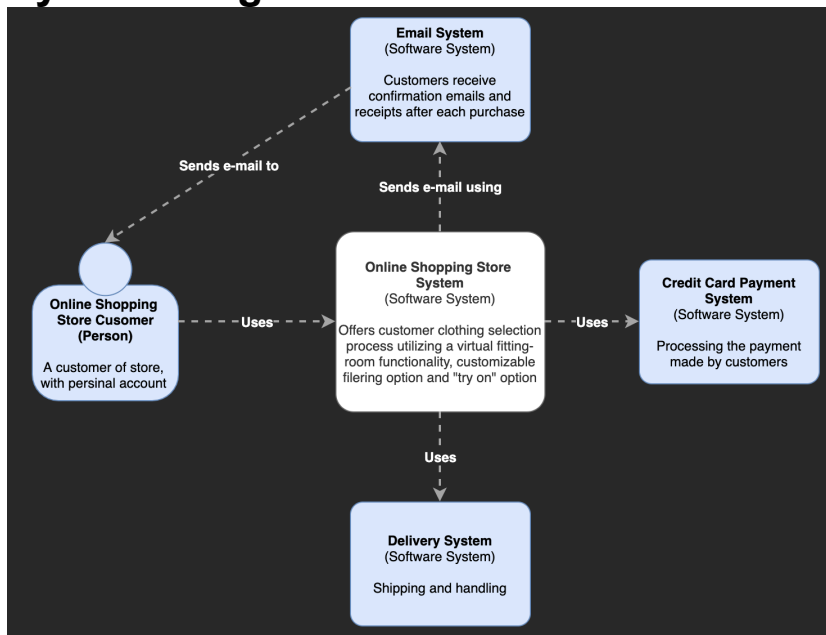 Email System
(Software System)
Customers receive
confirmation emails and
receipts after each purchase
Sends e-mail to
Sends e-mail using
Online Shopping
Store Cusomer
(Person)
A customer of store,
with persinal account
Uses
Online Shopping Store
System
(Software System)
Offers customer clothing selection
process utilizing a virtual fitting-
room functionality, customizable
filering option and "try on" option
Uses
Credit Card Payment
System
(Software System)
Processing the payment
made by customers
Uses
Delivery System
(Software System)
Shipping and handling